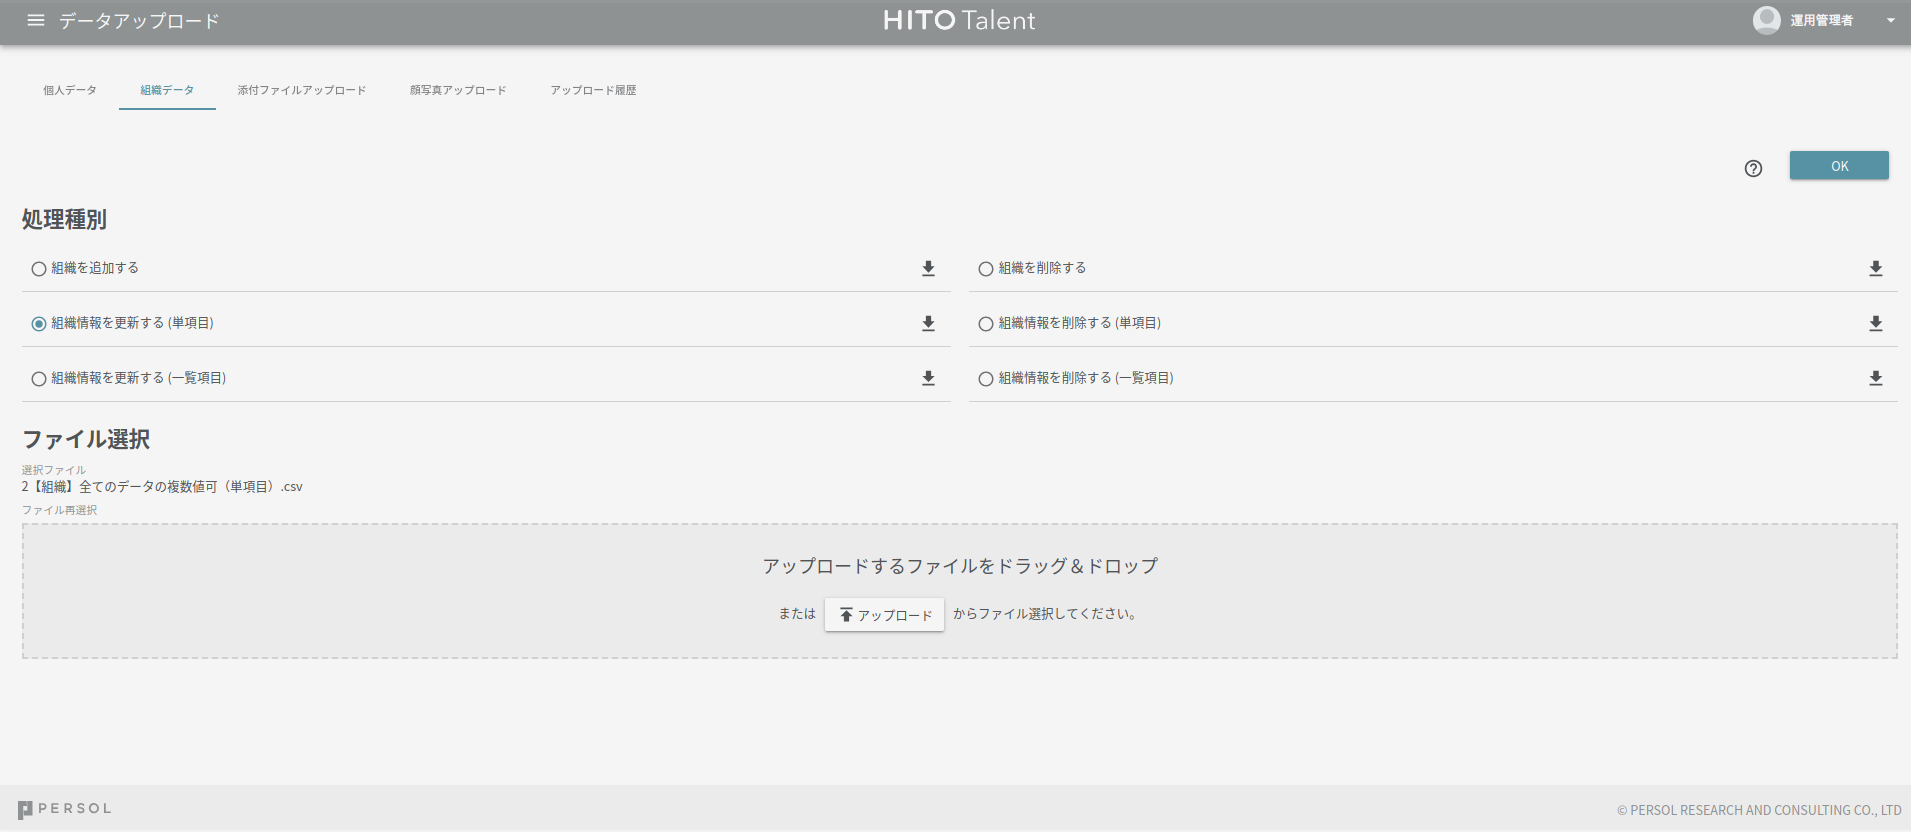 データアップロード
HITO Talent
運用管理者
個人データ
組織データ
添付ファイルアップロード
顔写真アップロード
アップロード履歴
OK
処理種別
組織を追加する
組織を削除する
組織情報を更新する (単項目)
組織情報を削除する (単項目)
組織情報を更新する (一覧項目)
組織情報を削除する (一覧項目)
ファイル選択
選択ファイル
2【組織】全てのデータの複数値可（単項目）.csv
ファイル再選択
アップロードするファイルをドラッグ＆ドロップ
または アップロード からファイル選択してください。
PERSOL
© PERSOL RESEARCH AND CONSULTING CO., LTD